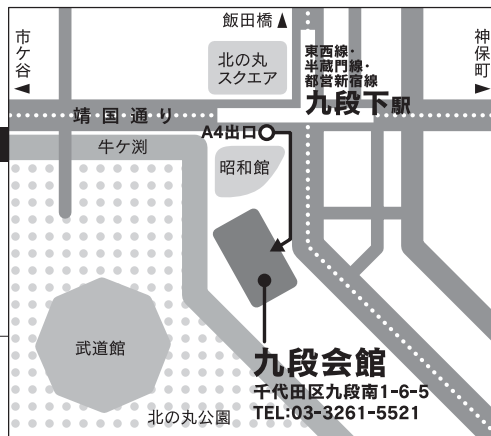 飯田橋▲
市ケ谷
◀
神保町
▶
北の丸
スクエア
東西線・
半蔵門線・
都営新宿線
九段下駅
靖国通り
A4出口
牛ケ渕
昭和館
武道館
九段会館
千代田区九段南1-6-5
TEL:03-3261-5521
北の丸公園